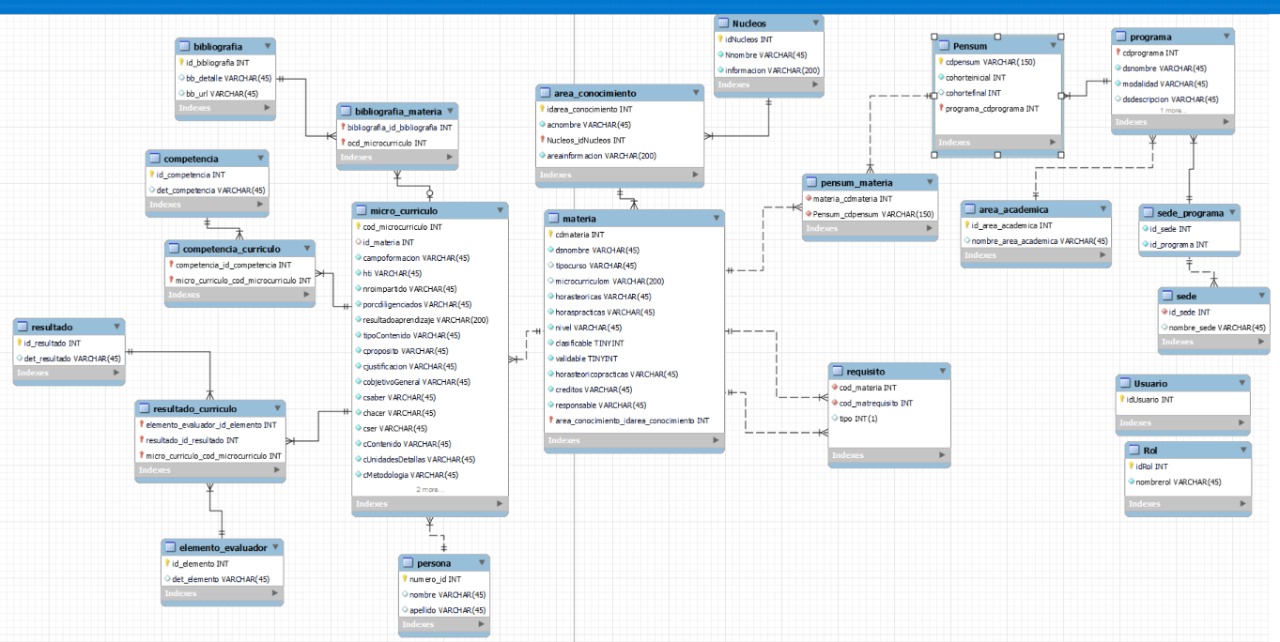 bibliografia
id_bibliografia INT
bb_detalle VARCHAR(45)
bb_url VARCHAR(45)
Indexes
bibliografia_materia
bibliografia_id_bibliografia INT
ocd_microcurriculo INT
Indexes
competencia
id_competencia INT
det_competencia VARCHAR(45)
Indexes
competencia_curriculo
competencia_id_competencia INT
micro_curriculo_cod_microcurriculo INT
Indexes
resultado
id_resultado INT
det_resultado VARCHAR(45)
Indexes
resultado_curriculo
elemento_evaluador_id_elemento INT
resultado_id_resultado INT
micro_curriculo_cod_microcurriculo INT
Indexes
elemento_evaluador
id_elemento INT
det_elemento VARCHAR(45)
Indexes
micro_curriculo
cod_microcurriculo INT
id_materia INT
campoformacion VARCHAR(45)
hti VARCHAR(45)
nroimpartido VARCHAR(45)
porcdiligenciados VARCHAR(45)
resultadoaprendizaje VARCHAR(200)
tipoContenido VARCHAR(45)
cproposito VARCHAR(45)
cjustificacion VARCHAR(45)
cobjetivoGeneral VARCHAR(45)
csaber VARCHAR(45)
chacer VARCHAR(45)
cser VARCHAR(45)
cContenido VARCHAR(45)
cUnidadesDetallas VARCHAR(45)
cMetodologia VARCHAR(45)
2 more...
Indexes
persona
numero_id INT
nombre VARCHAR(45)
apellido VARCHAR(45)
Indexes
Nucleos
idNucleos INT
Nnombre VARCHAR(45)
informacion VARCHAR(200)
Indexes
area_conocimiento
idarea_conocimiento INT
acnombre VARCHAR(45)
Nucleos_idNucleos INT
areainformacion VARCHAR(200)
Indexes
materia
cdmateria INT
dsnombre VARCHAR(45)
tipocurso VARCHAR(45)
microcurriculom VARCHAR(200)
horasteoricas VARCHAR(45)
horaspracticas VARCHAR(45)
nivel VARCHAR(45)
clasificable TINYINT
validable TINYINT
horasteoricopracticas VARCHAR(45)
creditos VARCHAR(45)
responsable VARCHAR(45)
area_conocimiento_idarea_conocimiento INT
Indexes
Pensum
cdpensum VARCHAR(150)
cohorteinicial INT
cohortefinal INT
programa_cdprograma INT
Indexes
programa
cdprograma INT
dsnombre VARCHAR(45)
modalidad VARCHAR(45)
dsdescripcion VARCHAR(45)
1 more...
Indexes
pensum_materia
materia_cdmateria INT
Pensum_cdpensum VARCHAR(150)
Indexes
area_academica
id_area_academica INT
nombre_area_academica VARCHAR(45)
Indexes
sede_programa
id_sede INT
id_programa INT
Indexes
sede
id_sede INT
nombre_sede VARCHAR(45)
Indexes
requisito
cod_materia INT
cod_matrequisito INT
tipo INT(1)
Indexes
Usuario
idUsuario INT
Indexes
Rol
idRol INT
nombrerol VARCHAR(45)
Indexes